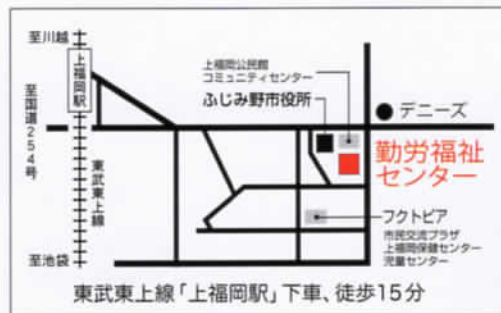 至川越
上福岡駅
至国道254号
東武東上線
至池袋
上福岡公民館
コミュニティセンター
ふじみ野市役所
デニーズ
勤労福祉
センター
フクトピア
市民交流プラザ
上福岡保健センター
児童センター
東武東上線「上福岡駅」下車、徒歩15分